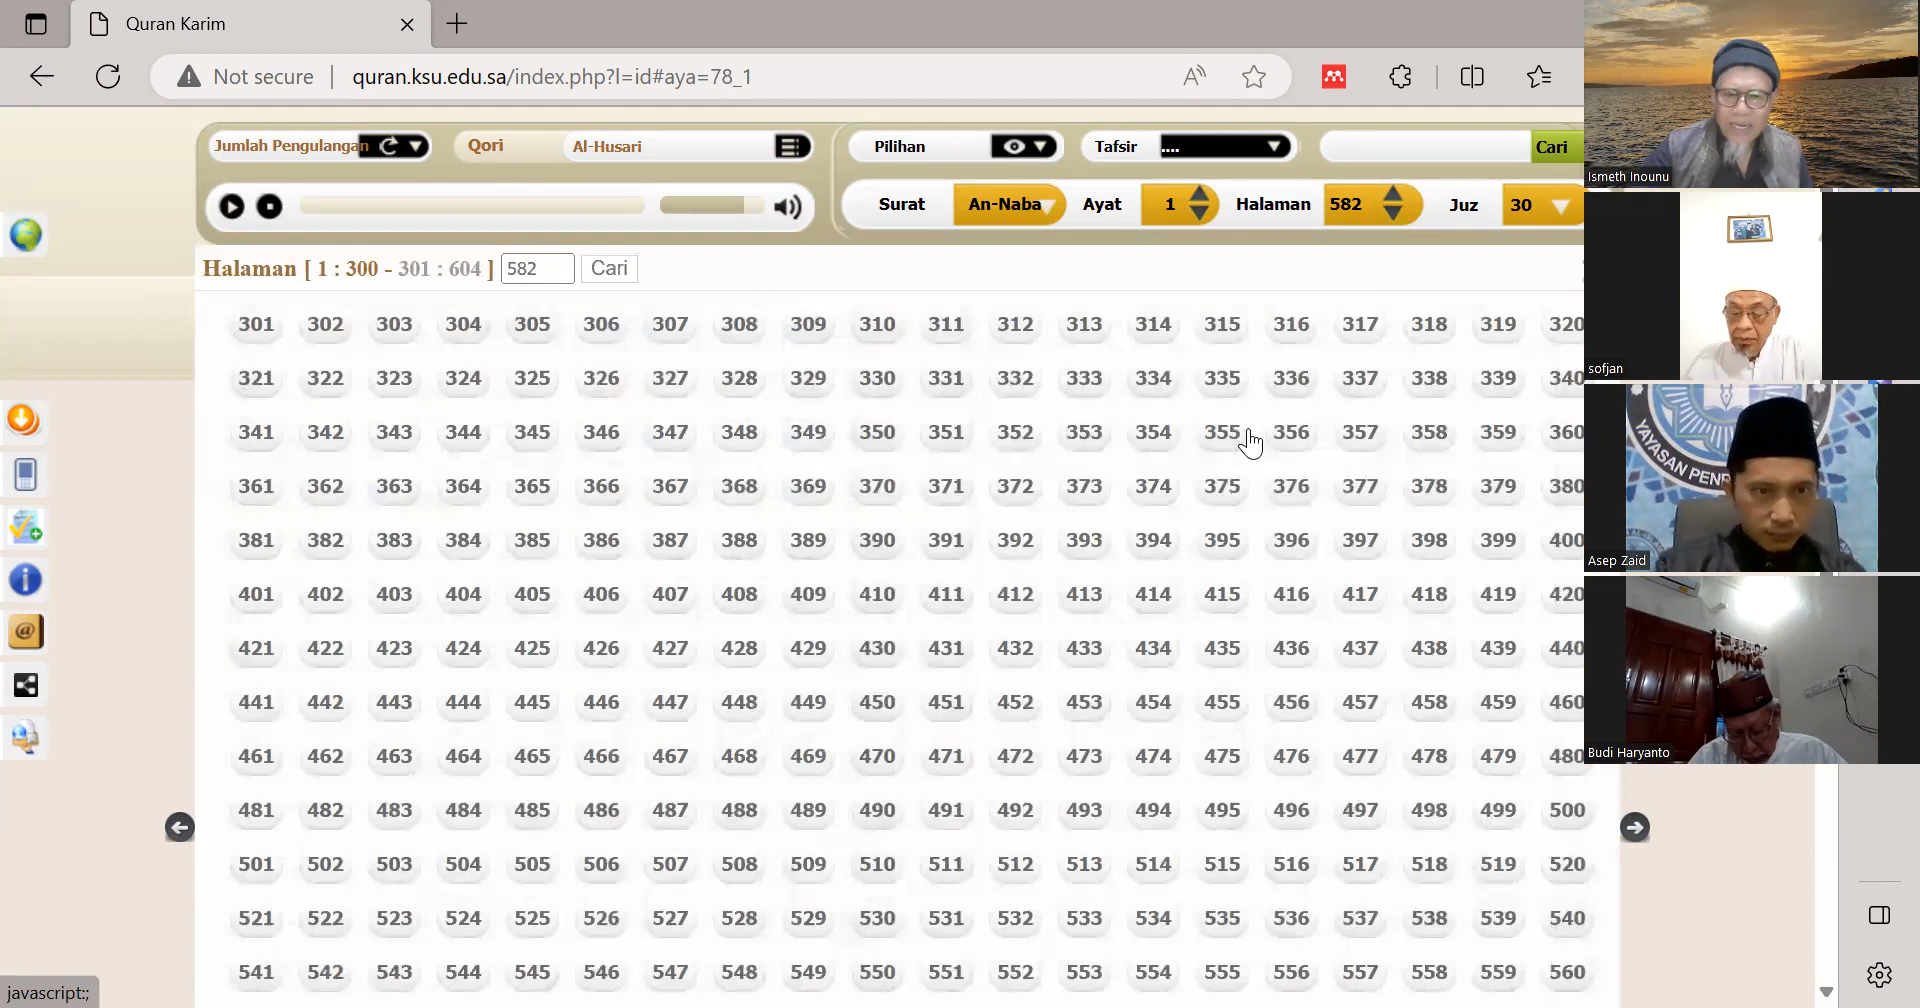 Quran Karim
Not secure
quran.ksu.edu.sa/index.php?l=id#aya=78_1
Jumlah Pengulangan
Qori
Al-Husari
Pilihan
Tafsir
....
Cari
Surat
An-Naba
Ayat
1
Halaman
582
Juz
30
Halaman [ 1 : 300 - 301 : 604 ]
582
Cari
301 302 303 304 305 306 307 308 309 310 311 312 313 314 315 316 317 318 319 320
321 322 323 324 325 326 327 328 329 330 331 332 333 334 335 336 337 338 339 340
341 342 343 344 345 346 347 348 349 350 351 352 353 354 355 356 357 358 359 360
361 362 363 364 365 366 367 368 369 370 371 372 373 374 375 376 377 378 379 380
381 382 383 384 385 386 387 388 389 390 391 392 393 394 395 396 397 398 399 400
401 402 403 404 405 406 407 408 409 410 411 412 413 414 415 416 417 418 419 420
421 422 423 424 425 426 427 428 429 430 431 432 433 434 435 436 437 438 439 440
441 442 443 444 445 446 447 448 449 450 451 452 453 454 455 456 457 458 459 460
461 462 463 464 465 466 467 468 469 470 471 472 473 474 475 476 477 478 479 480
481 482 483 484 485 486 487 488 489 490 491 492 493 494 495 496 497 498 499 500
501 502 503 504 505 506 507 508 509 510 511 512 513 514 515 516 517 518 519 520
521 522 523 524 525 526 527 528 529 530 531 532 533 534 535 536 537 538 539 540
541 542 543 544 545 546 547 548 549 550 551 552 553 554 555 556 557 558 559 560
javascript:;
Ismeth Inounu
sofjan
YAYASAN PEN
Asep Zaid
Budi Haryanto